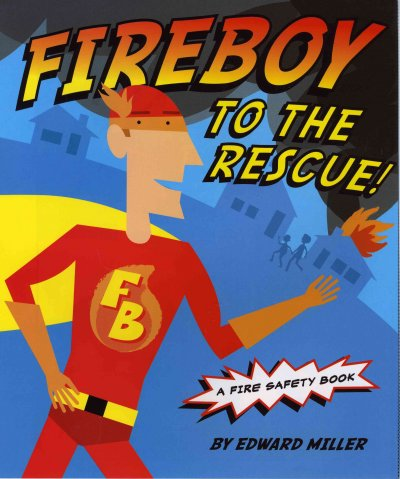 FIREBOY
TO THE
RESCUE!
FB
A FIRE SAFETY BOOK
BY EDWARD MILLER